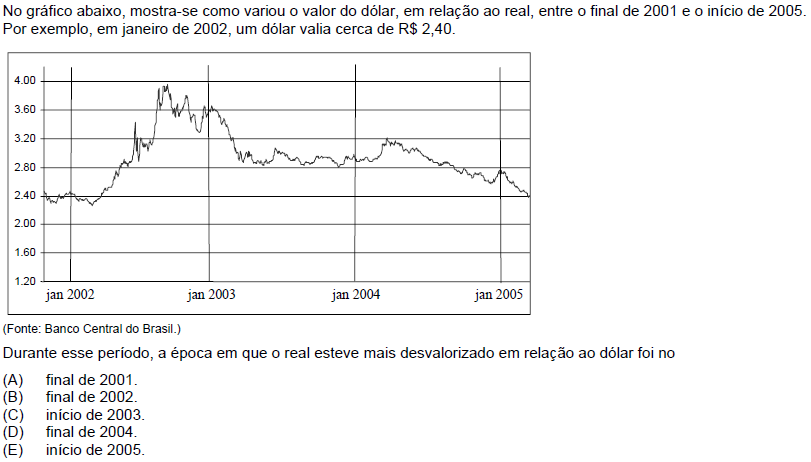 No gráfico abaixo, mostra-se como variou o valor do dólar, em relação ao real, entre o final de 2001 e o início de 2005.
Por exemplo, em janeiro de 2002, um dólar valia cerca de R$ 2,40.
4.00
3.60
3.20
2.80
2.40
2.00
1.60
1.20
jan 2002 jan 2003 jan 2004 jan 2005
(Fonte: Banco Central do Brasil.)
Durante esse período, a época em que o real esteve mais desvalorizado em relação ao dólar foi no
(A) final de 2001.
(B) final de 2002.
(C) início de 2003.
(D) final de 2004.
(E) início de 2005.